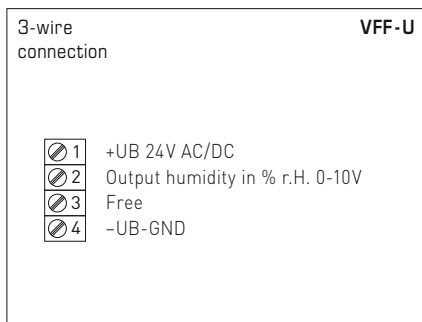 3-wire VFF-U
connection
1 +UB 24V AC/DC
2 Output humidity in % r.H. 0-10V
3 Free
4 –UB-GND